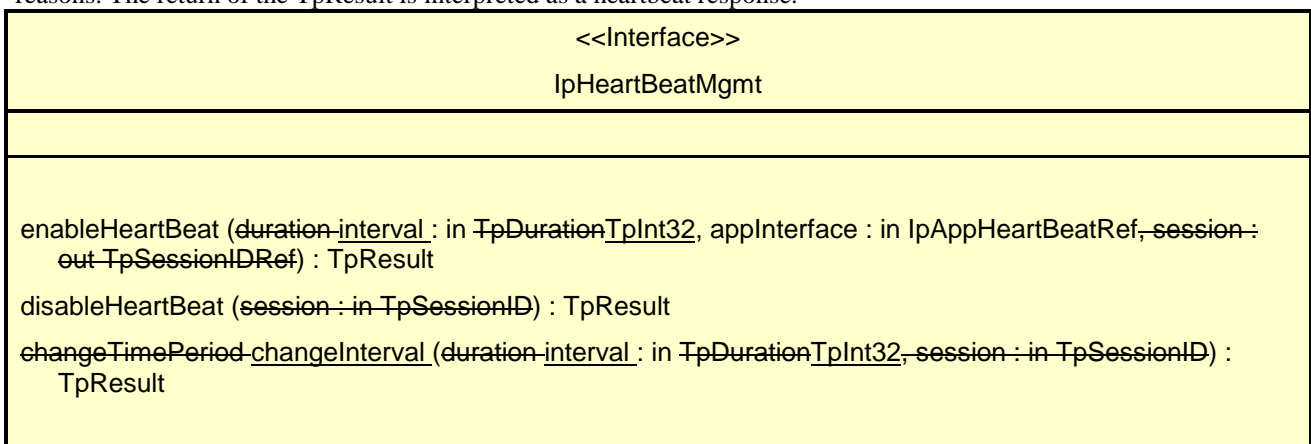 reasons. The return of the TpResult is interpreted as a heartbeat response.
<<Interface>>
IpHeartBeatMgmt
enableHeartBeat (duration interval : in TpDurationTpInt32, appInterface : in IpAppHeartBeatRef, session :
out TpSessionIDRef) : TpResult
disableHeartBeat (session : in TpSessionID) : TpResult
changeTimePeriod changeInterval (duration interval : in TpDurationTpInt32, session : in TpSessionID) :
TpResult